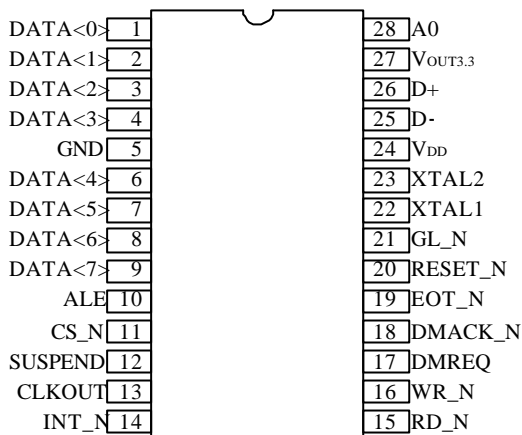 DATA<0> 1 28 A0
DATA<1> 2 27 VOUT3.3
DATA<2> 3 26 D+
DATA<3> 4 25 D-
GND 5 24 VDD
DATA<4> 6 23 XTAL2
DATA<5> 7 22 XTAL1
DATA<6> 8 21 GL_N
DATA<7> 9 20 RESET_N
ALE 10 19 EOT_N
CS_N 11 18 DMACK_N
SUSPEND 12 17 DMREQ
CLKOUT 13 16 WR_N
INT_N 14 15 RD_N